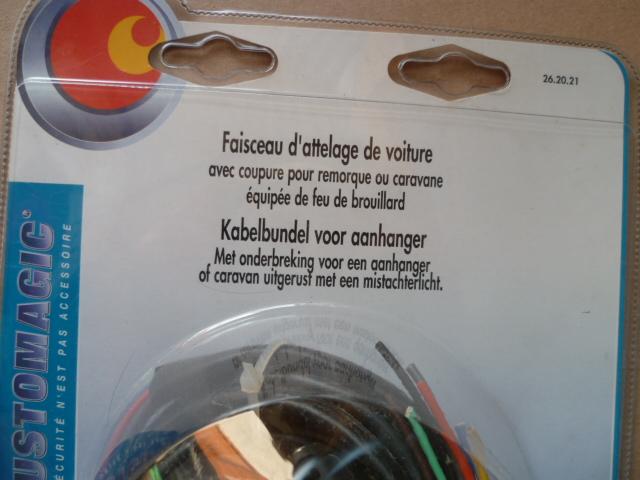 26.20.21
Faisceau d'attelage de voiture
avec coupure pour remorque ou caravane
équipée de feu de brouillard
Kabelbundel voor aanhanger
Met onderbreking voor een aanhanger
of caravan uitgerust met een mistachterlicht.
USTOMAGIC
ÉCURITÉ N'EST PAS ACCESSOIRE